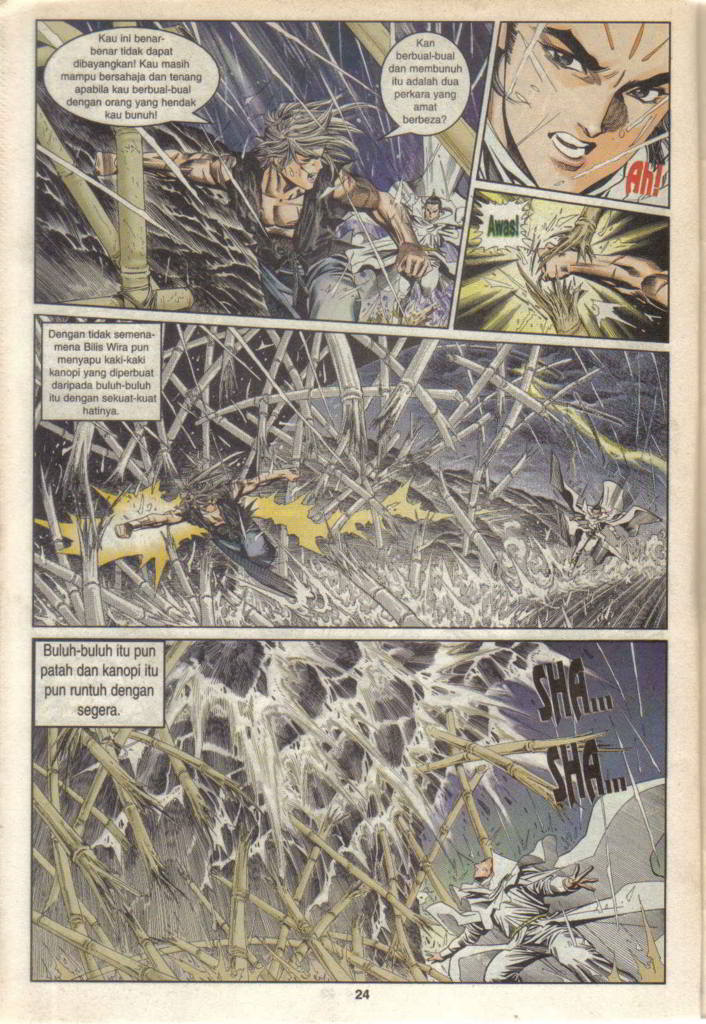 Kau ini benar-
benar tidak dapat
dibayangkan! Kau masih
mampu bersahaja dan tenang
apabila kau berbual-bual
dengan orang yang hendak
kau bunuh!
Kan
berbual-bual
dan membunuh
itu adalah dua
perkara yang
amat
berbeza?
Ah!
Awas!
Dengan tidak semena-
mena Bilis Wira pun
menyapu kaki-kaki
kanopi yang diperbuat
daripada buluh-buluh
itu dengan sekuat-kuat
hatinya.
Buluh-buluh itu pun
patah dan kanopi itu
pun runtuh dengan
segera.
SHA...
SHA...
24